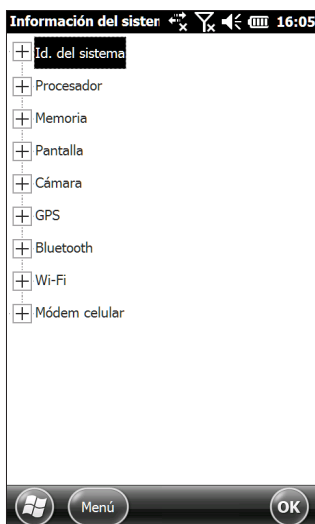 Información del sister 16:05
Id. del sistema
Procesador
Memoria
Pantalla
Cámara
GPS
Bluetooth
Wi-Fi
Módem celular
Menú OK